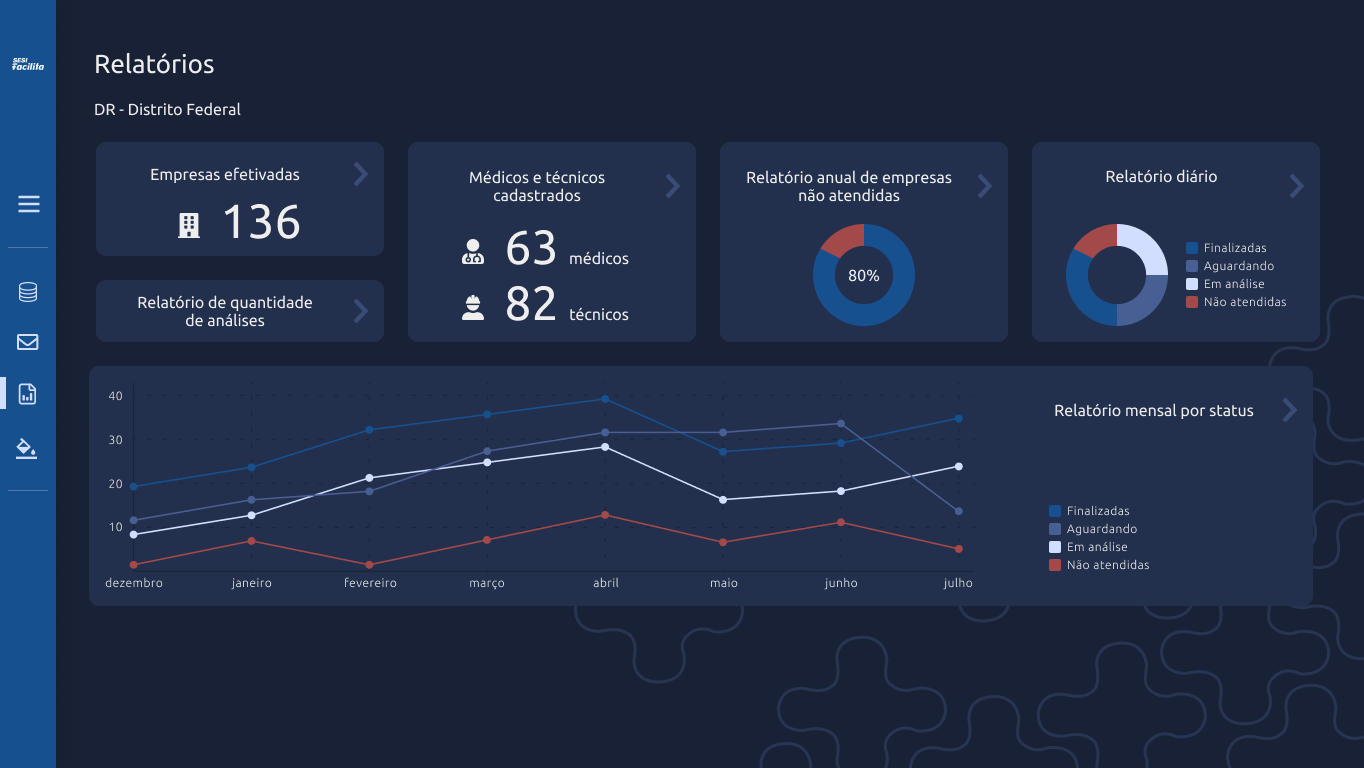 SESI
Facilita
Relatórios
DR - Distrito Federal
Empresas efetivadas
136
Relatório de quantidade
de análises
Médicos e técnicos
cadastrados
63 médicos
82 técnicos
Relatório anual de empresas
não atendidas
80%
Relatório diário
Finalizadas
Aguardando
Em análise
Não atendidas
40
30
20
10
dezembro janeiro fevereiro março abril maio junho julho
Relatório mensal por status
Finalizadas
Aguardando
Em análise
Não atendidas